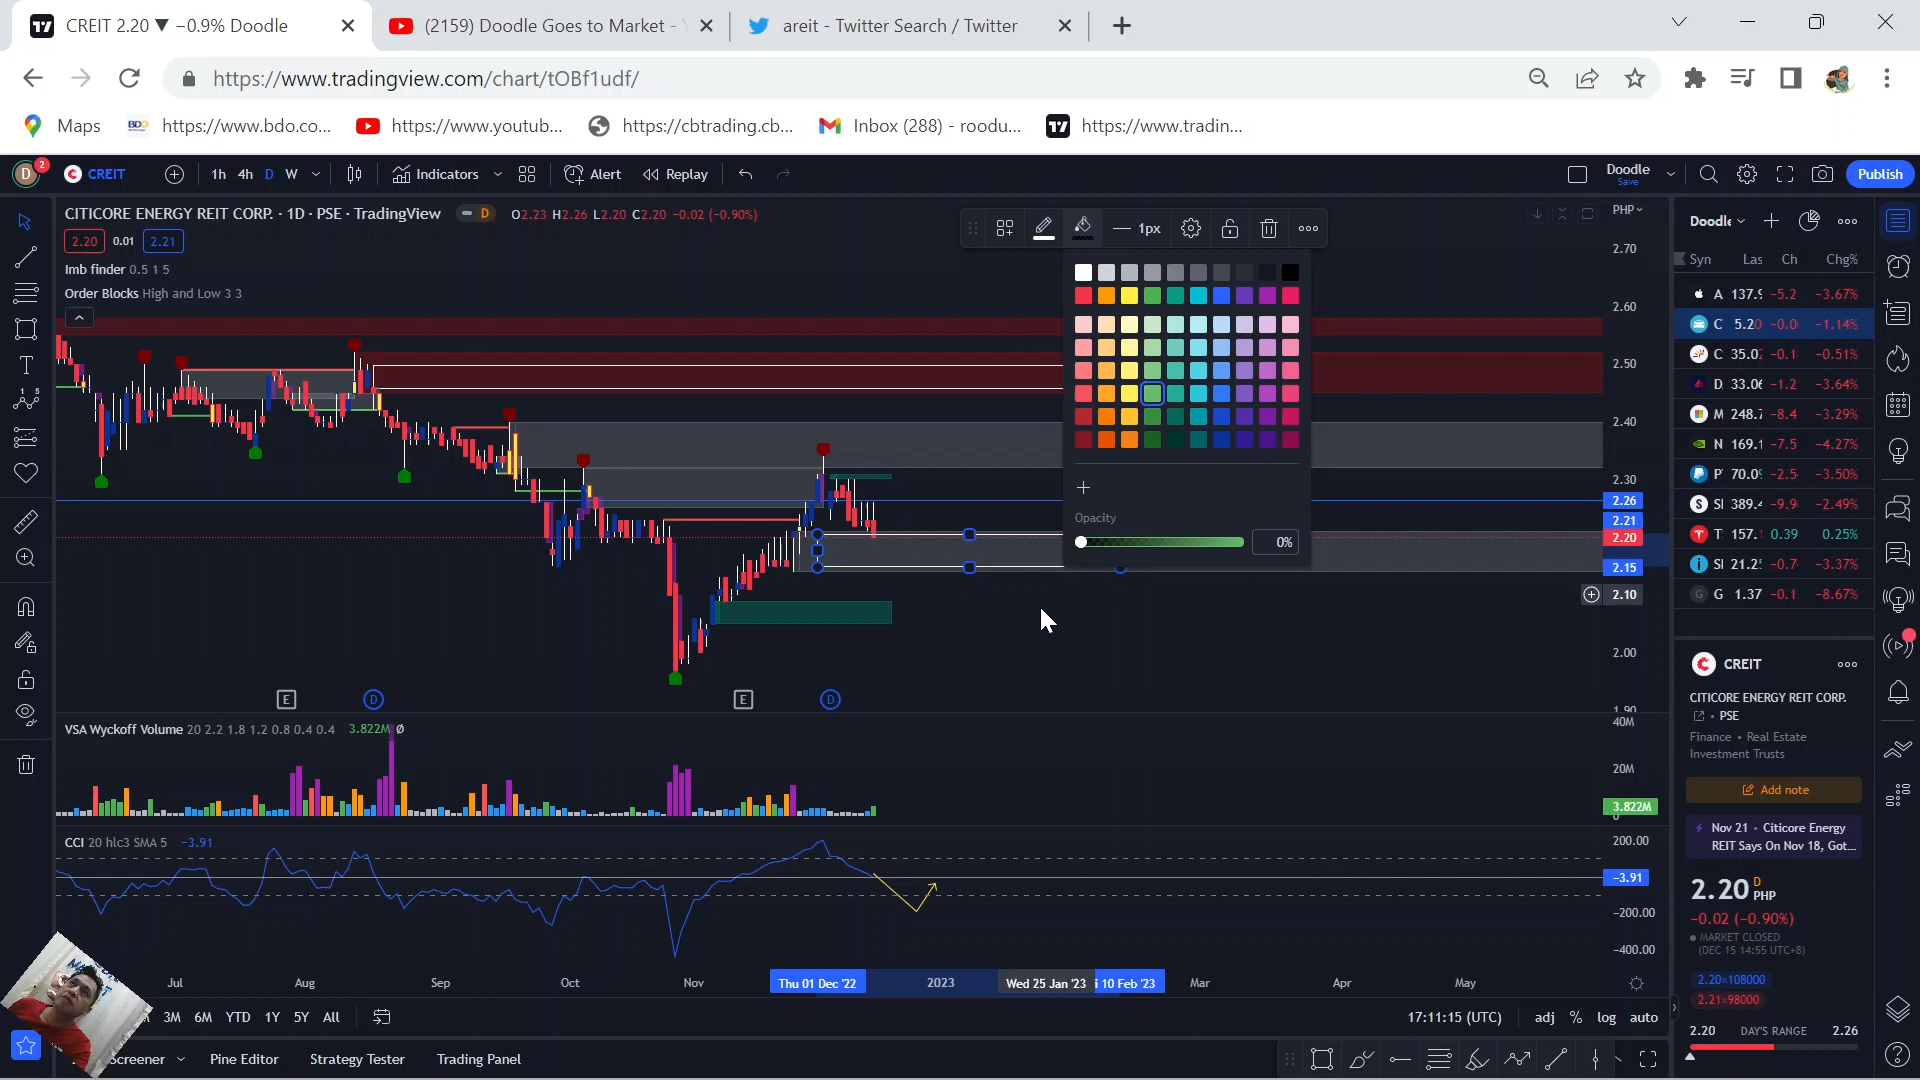 CREIT 2.20 ▼ −0.9% Doodle
(2159) Doodle Goes to Market -
areit - Twitter Search / Twitter
https://www.tradingview.com/chart/tOBf1udf/
Maps
BDO https://www.bdo.co...
https://www.youtub...
https://cbtrading.cb...
Inbox (288) - roodu...
https://www.tradin...
D 2 CREIT 1h 4h D W Indicators Alert Replay Doodle Save Publish
CITICORE ENERGY REIT CORP. · 1D · PSE · TradingView D O2.23 H2.26 L2.20 C2.20 −0.02 (−0.90%)
2.20 0.01 2.21
Imb finder 0.5 1 5
Order Blocks High and Low 3 3
1px
Opacity
0%
PHP
2.70
2.60
2.50
2.40
2.30
2.26
2.21
2.20
2.15
2.10
2.00
1.90
E D E D
VSA Wyckoff Volume 20 2.2 1.8 1.2 0.8 0.4 0.4 3.822M ø
40M
20M
3.822M
0
CCI 20 hlc3 SMA 5 −3.91
200.00
−3.91
−200.00
−400.00
Jul Aug Sep Oct Nov Thu 01 Dec '22 2023 Wed 25 Jan '23 i 10 Feb '23 Mar Apr May
3M 6M YTD 1Y 5Y All
17:11:15 (UTC) adj % log auto
Screener Pine Editor Strategy Tester Trading Panel
Doodle
Syn Las Ch Chg%
A 137.9 -5.2 −3.67%
C 5.20 -0.0 −1.14%
C 35.0 -0.1 −0.51%
D 33.06 -1.2 −3.64%
M 248.7 -8.4 −3.29%
N 169.1 -7.5 −4.27%
P 70.0 -2.5 −3.50%
SI 389.4 -9.9 −2.49%
T 157. 0.39 0.25%
SI 21.2 -0.7 −3.37%
G G 1.37 -0.1 −8.67%
CREIT
CITICORE ENERGY REIT CORP.
• PSE
Finance • Real Estate
Investment Trusts
Add note
Nov 21 • Citicore Energy
REIT Says On Nov 18, Got...
2.20 D PHP
−0.02 (−0.90%)
MARKET CLOSED
(DEC 15 14:55 UTC+8)
2.20×108000
2.21×98000
2.20 DAY'S RANGE 2.26